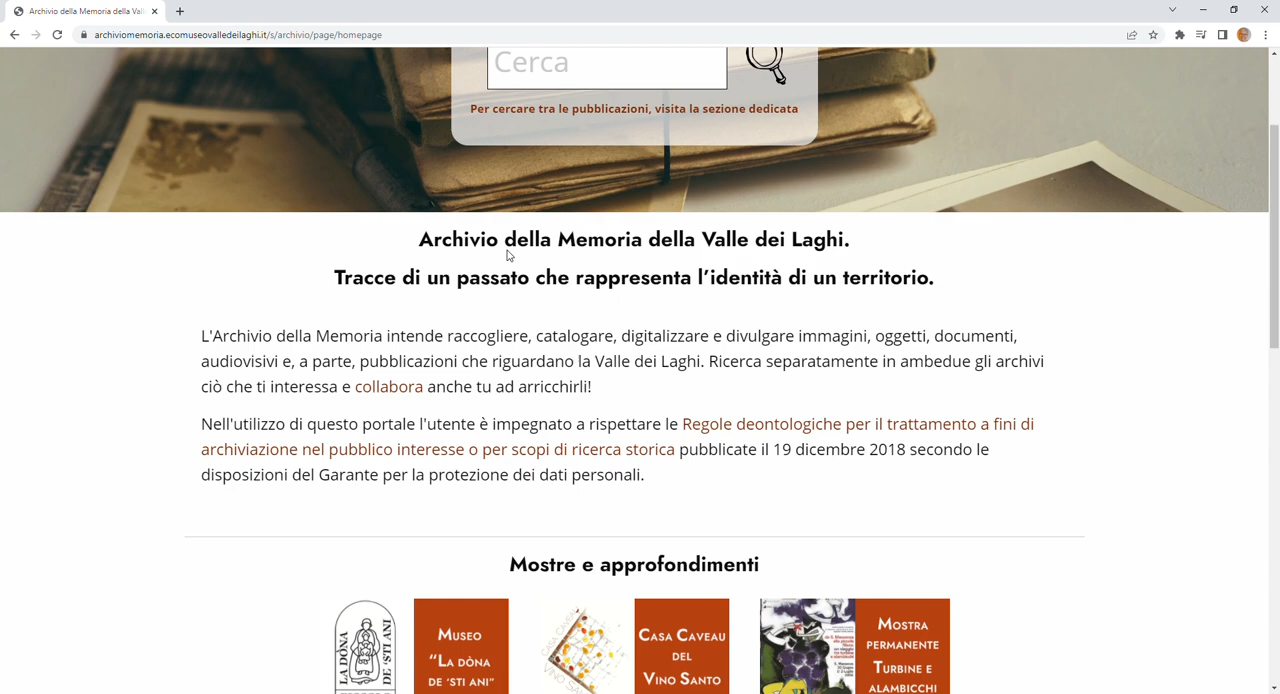 Archivio della Memoria della Val
archiviomemoria.ecomuseovalledeilaghi.it/s/archivio/page/homepage
Cerca
Per cercare tra le pubblicazioni, visita la sezione dedicata
Archivio della Memoria della Valle dei Laghi.
Tracce di un passato che rappresenta l'identità di un territorio.
L'Archivio della Memoria intende raccogliere, catalogare, digitalizzare e divulgare immagini, oggetti, documenti,
audiovisivi e, a parte, pubblicazioni che riguardano la Valle dei Laghi. Ricerca separatamente in ambedue gli archivi
ciò che ti interessa e collabora anche tu ad arricchirli!
Nell'utilizzo di questo portale l'utente è impegnato a rispettare le Regole deontologiche per il trattamento a fini di
archiviazione nel pubblico interesse o per scopi di ricerca storica pubblicate il 19 dicembre 2018 secondo le
disposizioni del Garante per la protezione dei dati personali.
Mostre e approfondimenti
LA DÒNA
DE 'STI ANI
Museo
"La dòna
de 'sti ani"
CASA CAVEAU
VINO SANTO
Casa Caveau
del
Vino Santo
Mostra
permanente
Turbine e
alambicchi